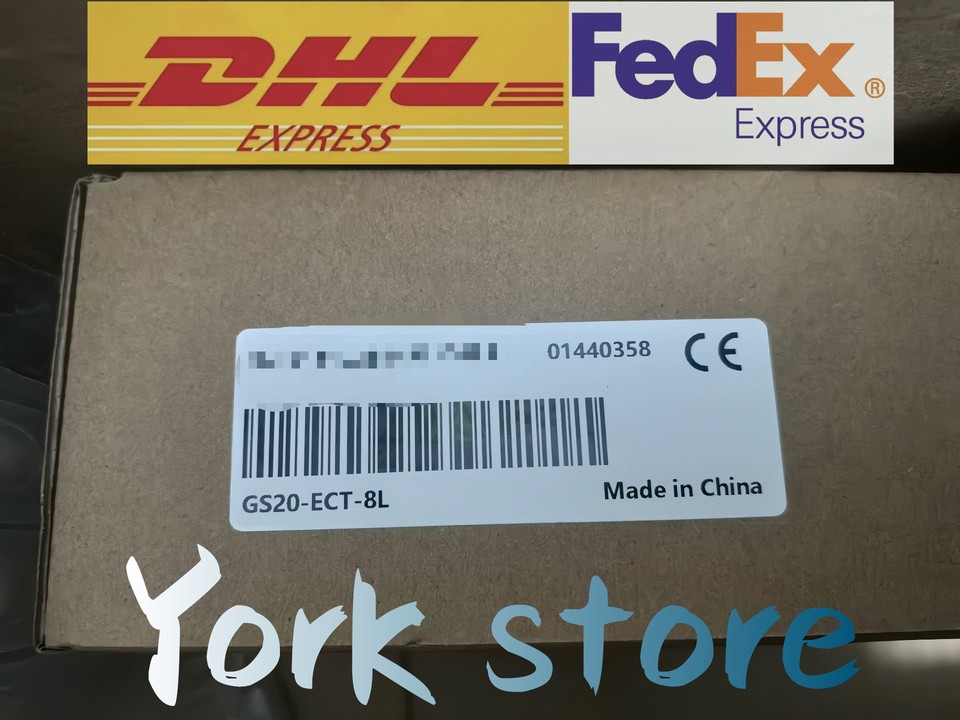 DHL
EXPRESS
FedEx®
Express
01440358
CE
GS20-ECT-8L
Made in China
York store